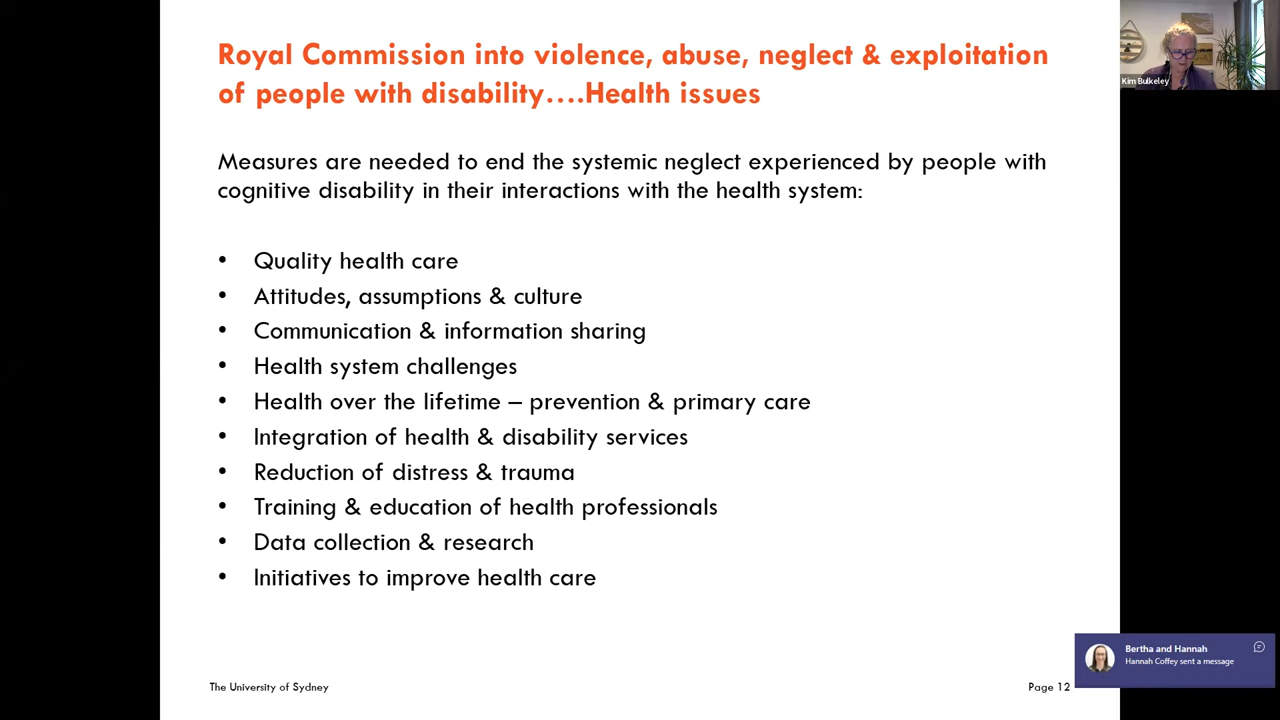 Royal Commission into violence, abuse, neglect & exploitation
of people with disability....Health issues
Kim Bulkeley
Measures are needed to end the systemic neglect experienced by people with
cognitive disability in their interactions with the health system:
• Quality health care
• Attitudes, assumptions & culture
• Communication & information sharing
• Health system challenges
• Health over the lifetime – prevention & primary care
• Integration of health & disability services
• Reduction of distress & trauma
• Training & education of health professionals
• Data collection & research
• Initiatives to improve health care
Bertha and Hannah
Hannah Coffey sent a message
The University of Sydney
Page 12